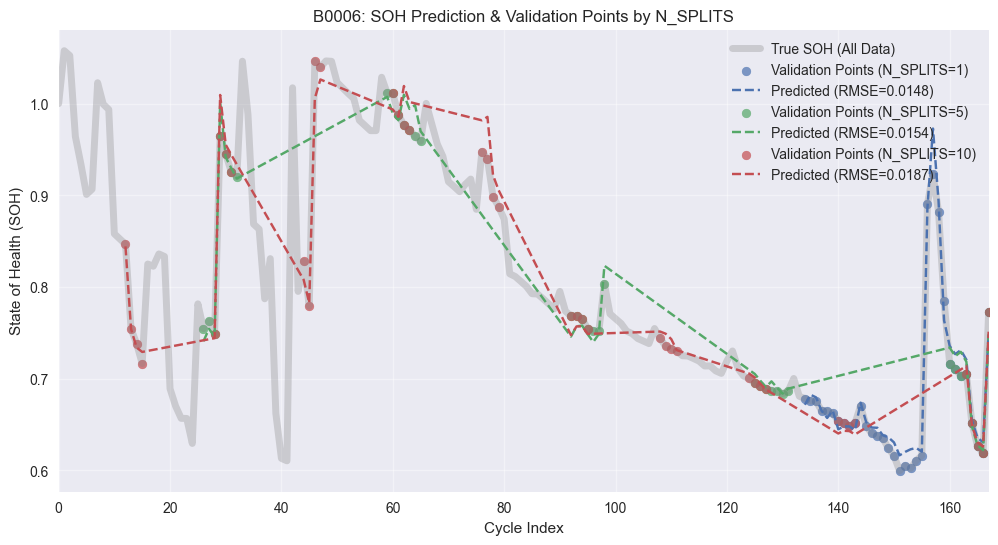 B0006: SOH Prediction & Validation Points by N_SPLITS
True SOH (All Data)
Validation Points (N_SPLITS=1)
Predicted (RMSE=0.0148)
Validation Points (N_SPLITS=5)
Predicted (RMSE=0.0154)
Validation Points (N_SPLITS=10)
Predicted (RMSE=0.0187)
State of Health (SOH)
1.0
0.9
0.8
0.7
0.6
0 20 40 60 80 100 120 140 160
Cycle Index